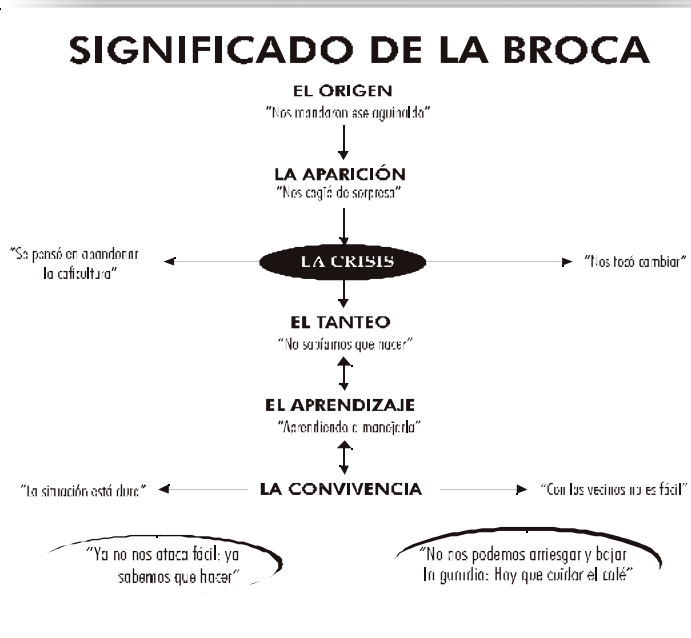 SIGNIFICADO DE LA BROCA
EL ORIGEN
"Nos mandaron ese aguinaldo"
LA APARICIÓN
"Nos cogió de sorpresa"
"Se pensó en abandonar
la caficultura"
LA CRISIS
"Nos tocó cambiar"
EL TANTEO
"No sabíamos que hacer"
EL APRENDIZAJE
"Aprendiendo a manejarla"
"La situación está dura"
LA CONVIVENCIA
"Con los vecinos no es fácil"
"Ya no nos ataca fácil: ya
sabemos que hacer"
"No nos podemos arriesgar y bajar
la guardia: Hay que cuidar el café"